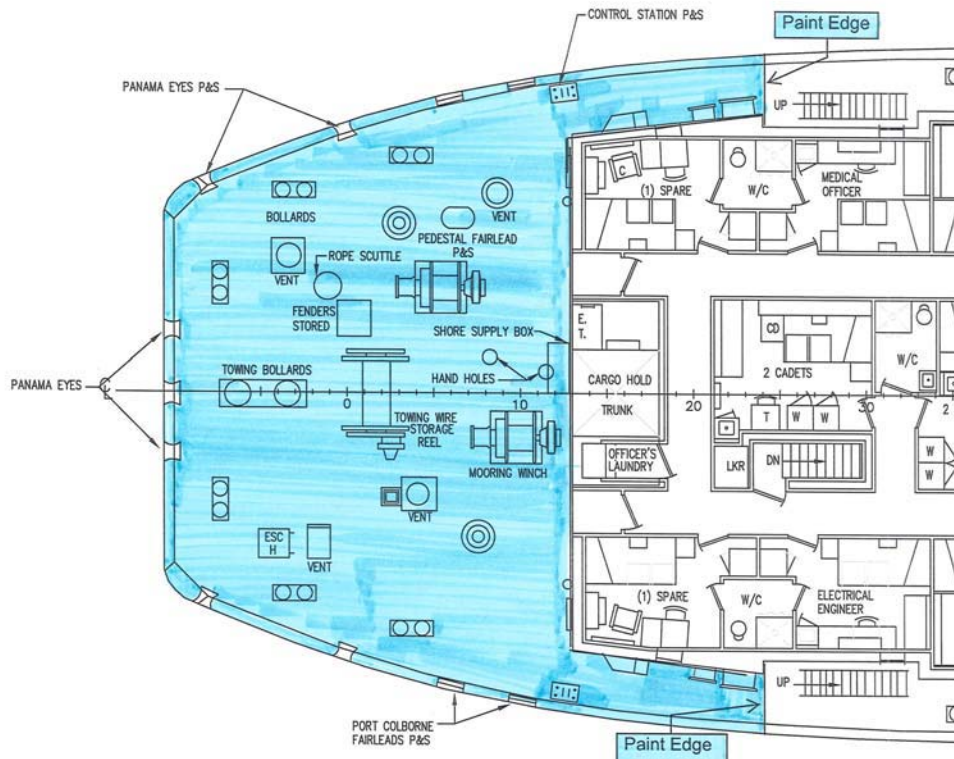 CONTROL STATION P&S
Paint Edge
PANAMA EYES P&S
UP
C
(1) SPARE
W/C
MEDICAL
OFFICER
BOLLARDS
VENT
PEDESTAL FAIRLEAD
P&S
ROPE SCUTTLE
VENT
FENDERS
STORED
E.
T.
SHORE SUPPLY BOX
CD
W/C
2 CADETS
PANAMA EYES
C
L
TOWING BOLLARDS
HAND HOLES
CARGO HOLD
0
10
20
30
TRUNK
T
W
W
2
TOWING WIRE
STORAGE
REEL
MOORING WINCH
OFFICER'S
LAUNDRY
LKR
DN
W
W
VENT
ESC
H
VENT
(1) SPARE
W/C
ELECTRICAL
ENGINEER
UP
PORT COLBORNE
FAIRLEADS P&S
Paint Edge